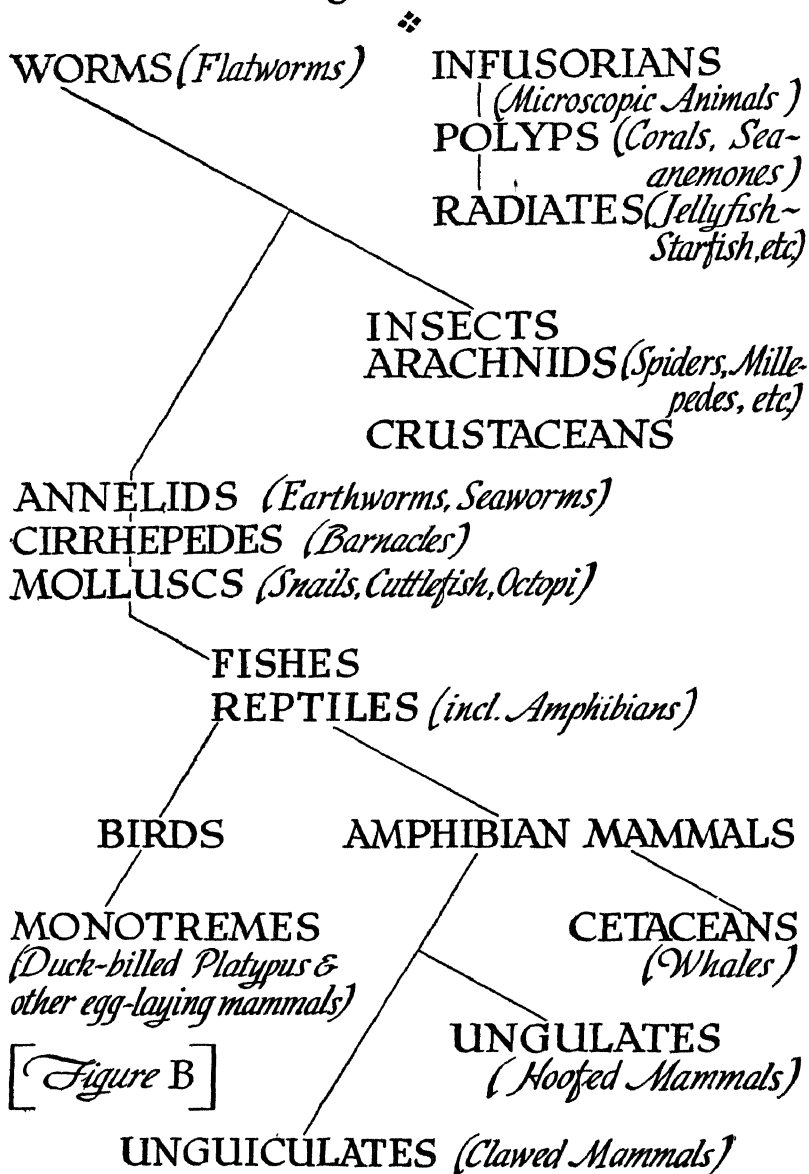 WORMS (Flatworms)
INFUSORIANS
(Microscopic Animals)
POLYPS (Corals, Sea-
anemones)
RADIATES (Jellyfish-
Starfish, etc)
INSECTS
ARACHNIDS (Spiders, Mille-
pedes, etc)
CRUSTACEANS
ANNELIDS (Earthworms, Seaworms)
CIRRHEPEDES (Barnacles)
MOLLUSCS (Snails, Cuttlefish, Octopi)
FISHES
REPTILES (incl. Amphibians)
BIRDS AMPHIBIAN MAMMALS
MONOTREMES
(Duck-billed Platypus &
other egg-laying mammals)
CETACEANS
(Whales)
UNGULATES
(Hoofed Mammals)
[Figure B]
UNGUICULATES (Clawed Mammals)